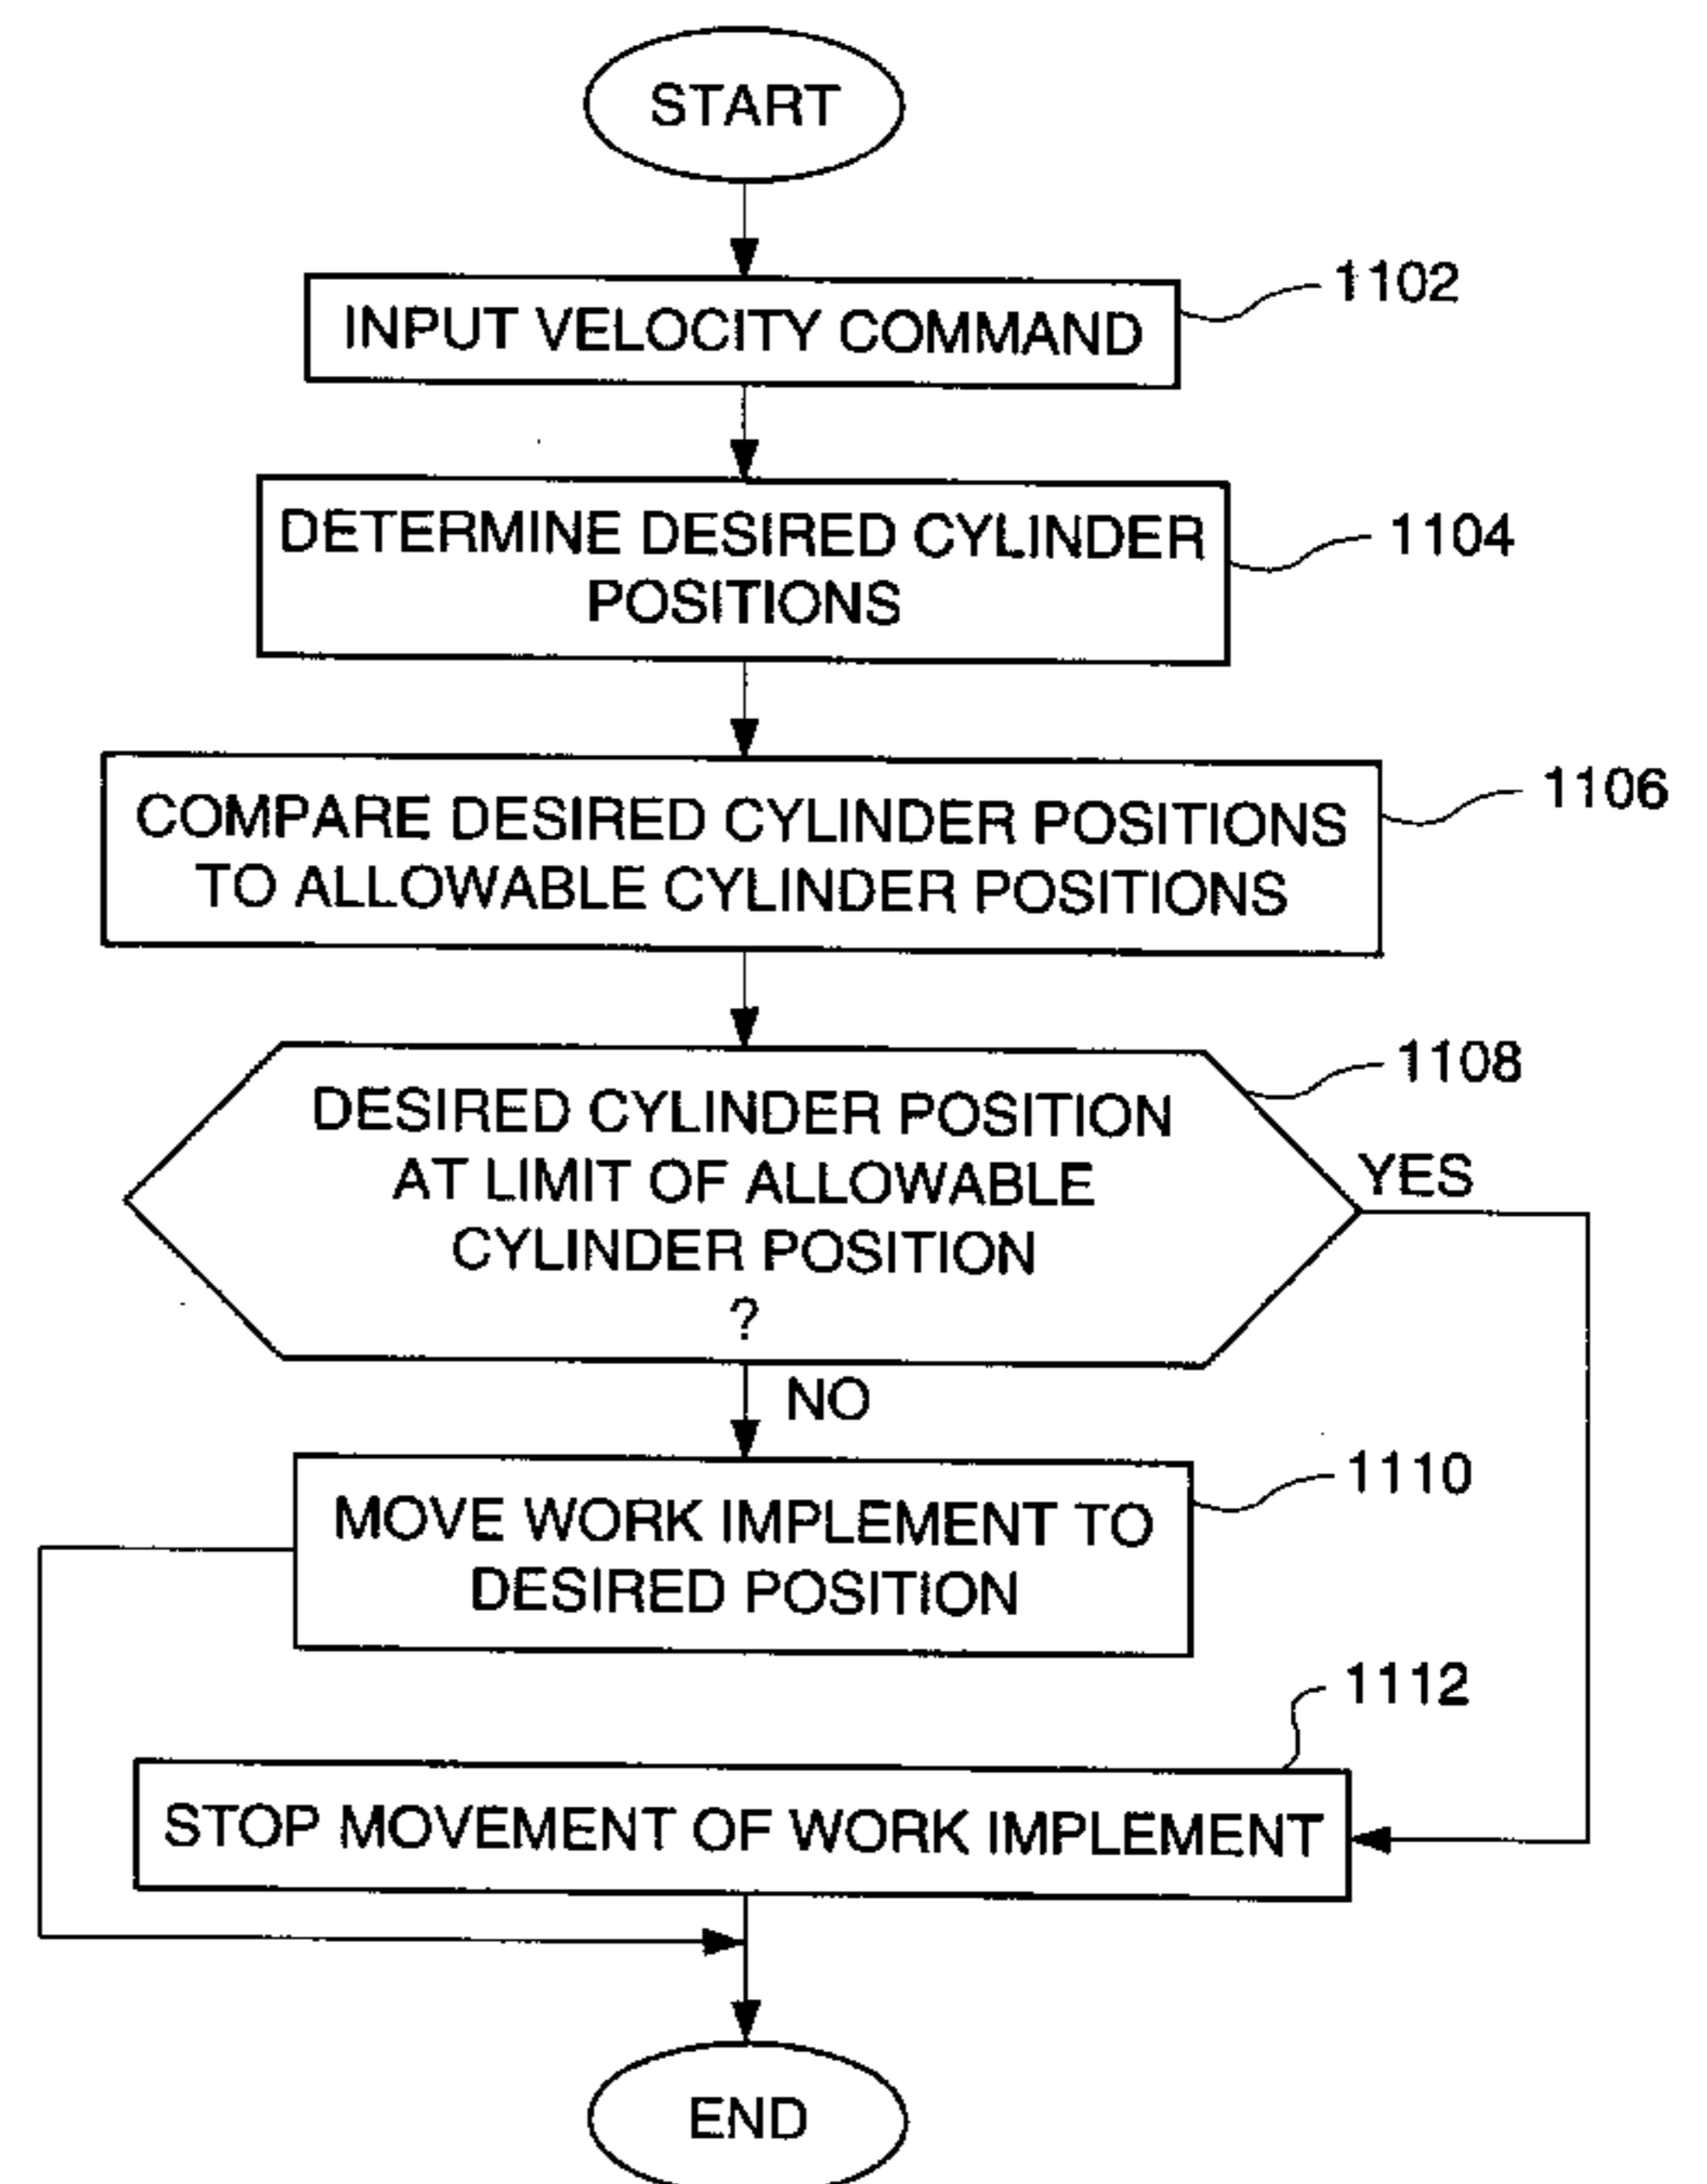 START
INPUT VELOCITY COMMAND
1102
DETERMINE DESIRED CYLINDER
POSITIONS
1104
COMPARE DESIRED CYLINDER POSITIONS
TO ALLOWABLE CYLINDER POSITIONS
1106
DESIRED CYLINDER POSITION
AT LIMIT OF ALLOWABLE
CYLINDER POSITION
?
1108
YES
NO
MOVE WORK IMPLEMENT TO
DESIRED POSITION
1110
STOP MOVEMENT OF WORK IMPLEMENT
1112
END